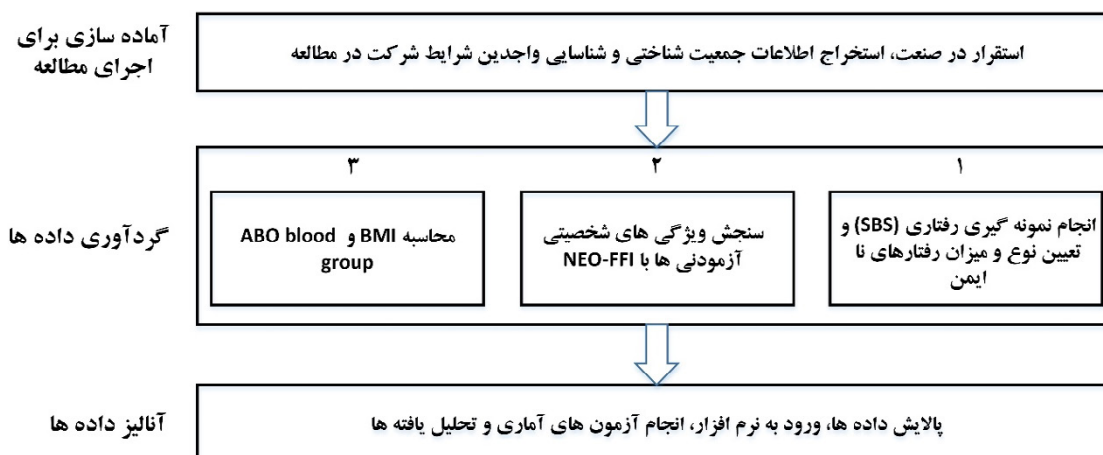 آماده سازی برای
اجرای مطالعه
استقرار در صنعت، استخراج اطلاعات جمعیت شناختی و شناسایی واجدین شرایط شرکت در مطالعه
گردآوری داده ها
۱
انجام نمونه گیری رفتاری (SBS) و
تعیین نوع و میزان رفتارهای نا
ایمن
۲
سنجش ویژگی های شخصیتی
آزمودنی ها با NEO-FFI
۳
محاسبه BMI و ABO blood
group
آنالیز داده ها
پالایش داده ها، ورود به نرم افزار، انجام آزمون های آماری و تحلیل یافته ها